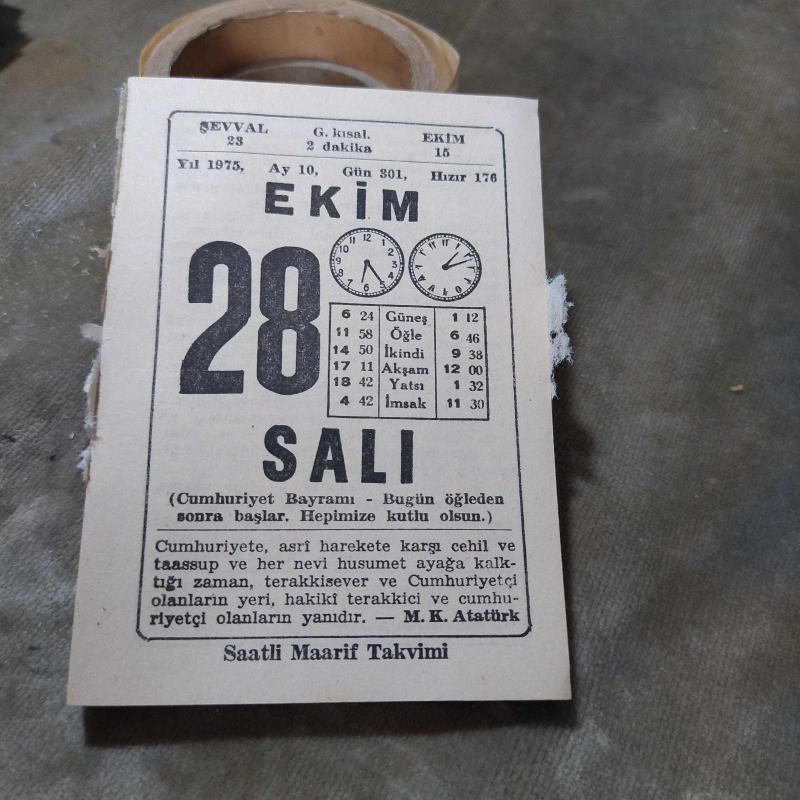 ŞEVVAL G. kısal. EKİM
23 2 dakika 15
Yıl 1975, Ay 10, Gün 301, Hızır 176
EKİM
28
6 24 Güneş 1 12
11 58 Öğle 6 46
14 50 İkindi 9 38
17 11 Akşam 12 00
18 42 Yatsı 1 32
4 42 İmsak 11 30
SALI
(Cumhuriyet Bayramı - Bugün öğleden
sonra başlar. Hepimize kutlu olsun.)
Cumhuriyete, asrî harekete karşı cehil ve
taassup ve her nevi husumet ayağa kalk-
tığı zaman, terakkisever ve Cumhuriyetçi
olanların yeri, hakikî terakkici ve cumhu-
riyetçi olanların yanıdır. — M. K. Atatürk
Saatli Maarif Takvimi